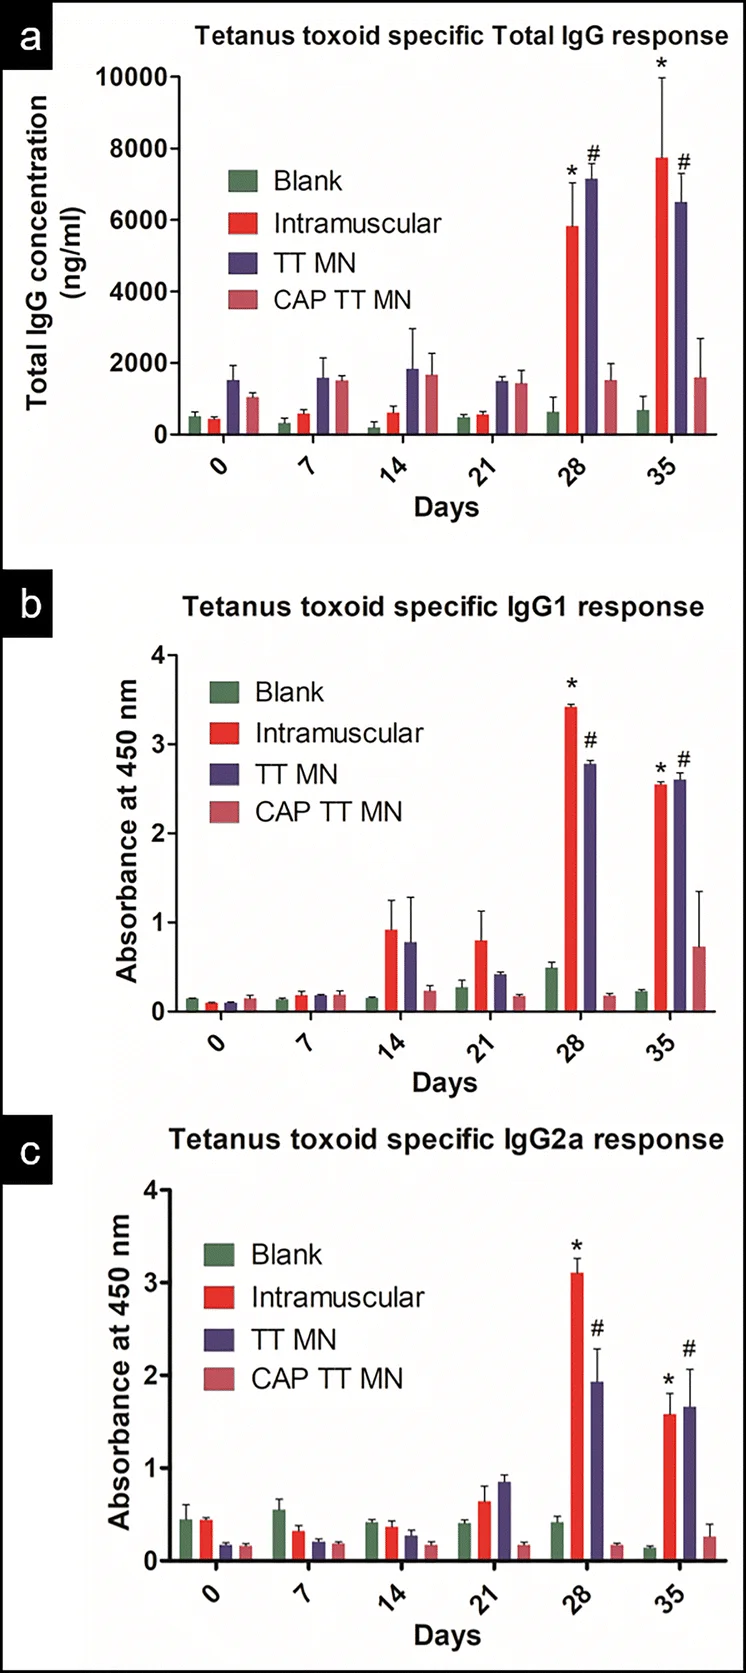 a
Tetanus toxoid specific Total IgG response
*
10000
8000
6000
4000
2000
0
Total IgG concentration
(ng/ml)
Blank
Intramuscular
TT MN
CAP TT MN
* # #
0 7 14 21 28 35
Days
b
Tetanus toxoid specific IgG1 response
4
3
2
1
0
Absorbance at 450 nm
Blank
Intramuscular
TT MN
CAP TT MN
* # * #
0 7 14 21 28 35
Days
c
Tetanus toxoid specific IgG2a response
4
3
2
1
0
Absorbance at 450 nm
Blank
Intramuscular
TT MN
CAP TT MN
* # * #
0 7 14 21 28 35
Days